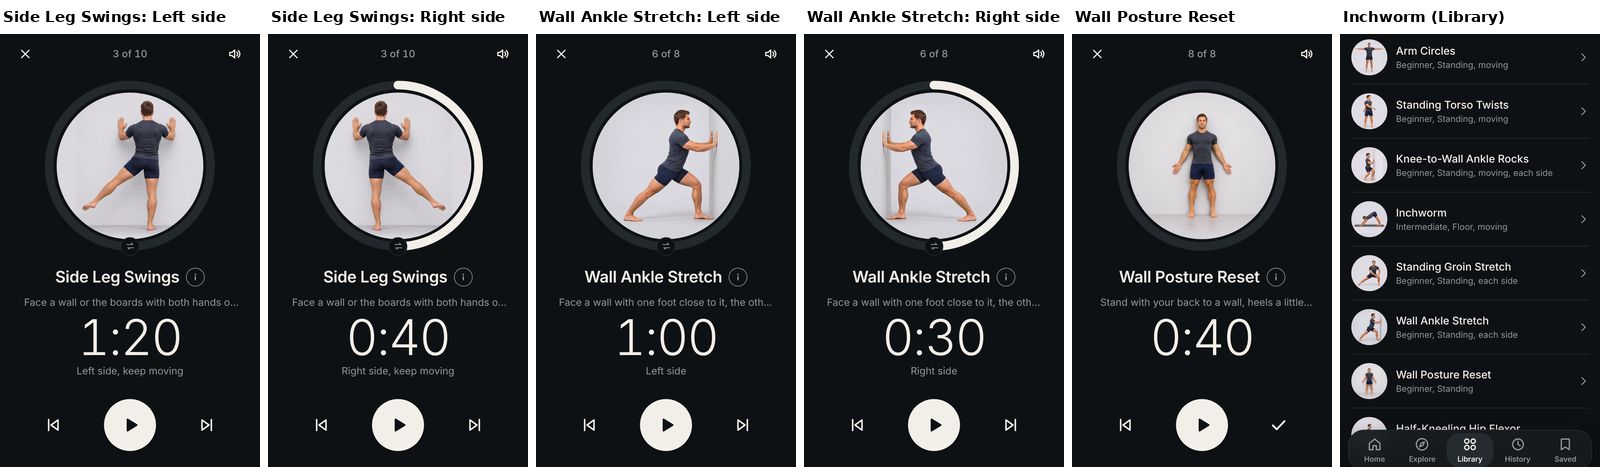 Side Leg Swings: Left side
3 of 10
Side Leg Swings
Face a wall or the boards with both hands o...
1:20
Left side, keep moving
Side Leg Swings: Right side
3 of 10
Side Leg Swings
Face a wall or the boards with both hands o...
0:40
Right side, keep moving
Wall Ankle Stretch: Left side
6 of 8
Wall Ankle Stretch
Face a wall with one foot close to it, the oth...
1:00
Left side
Wall Ankle Stretch: Right side
6 of 8
Wall Ankle Stretch
Face a wall with one foot close to it, the oth...
0:30
Right side
Wall Posture Reset
8 of 8
Wall Posture Reset
Stand with your back to a wall, heels a little...
0:40
Inchworm (Library)
Arm Circles
Beginner, Standing, moving
Standing Torso Twists
Beginner, Standing, moving
Knee-to-Wall Ankle Rocks
Beginner, Standing, moving, each side
Inchworm
Intermediate, Floor, moving
Standing Groin Stretch
Beginner, Standing, each side
Wall Ankle Stretch
Beginner, Standing, each side
Wall Posture Reset
Beginner, Standing
Half-Kneeling Hip Flexor
Home
Explore
Library
History
Saved